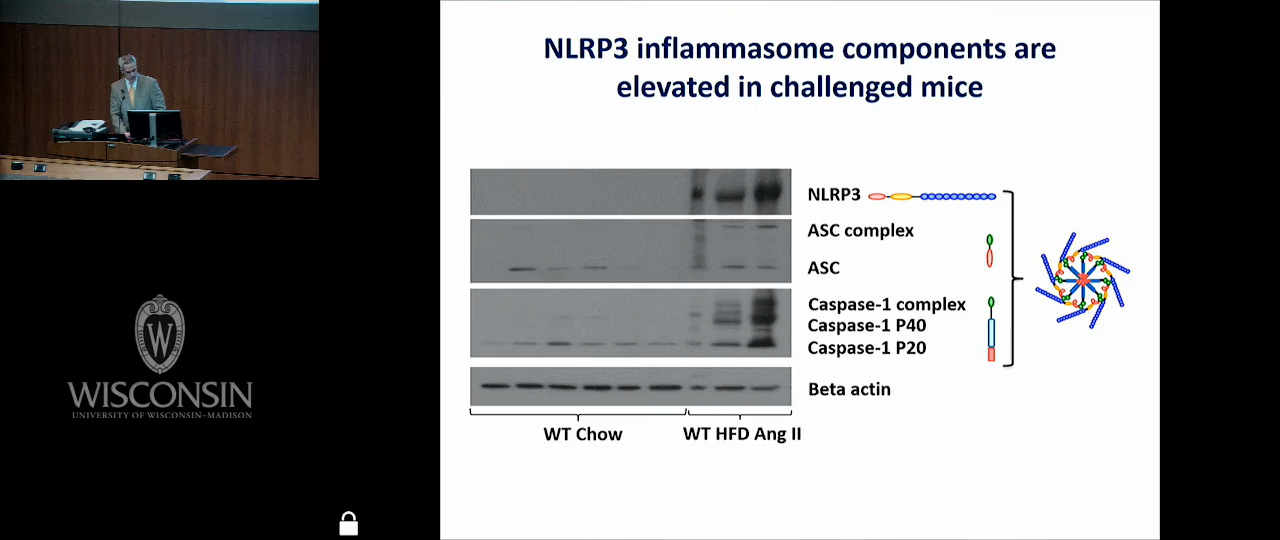 NLRP3 inflammasome components are
elevated in challenged mice
NLRP3
ASC complex
ASC
Caspase-1 complex
Caspase-1 P40
Caspase-1 P20
Beta actin
WT Chow
WT HFD Ang II
W
WISCONSIN
UNIVERSITY OF WISCONSIN–MADISON